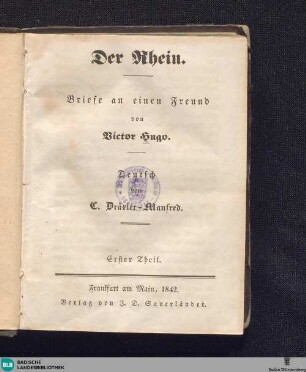 Der Rhein.
Briefe an einen Freund
von
Victor Hugo.
Deutsch
von
C. Dräxler-Manfred.
Erster Theil.
Frankfurt am Main, 1842.
Verlag von J. D. Sauerländer.
BLB
BADISCHE
LANDESBIBLIOTHEK
Baden-Württemberg